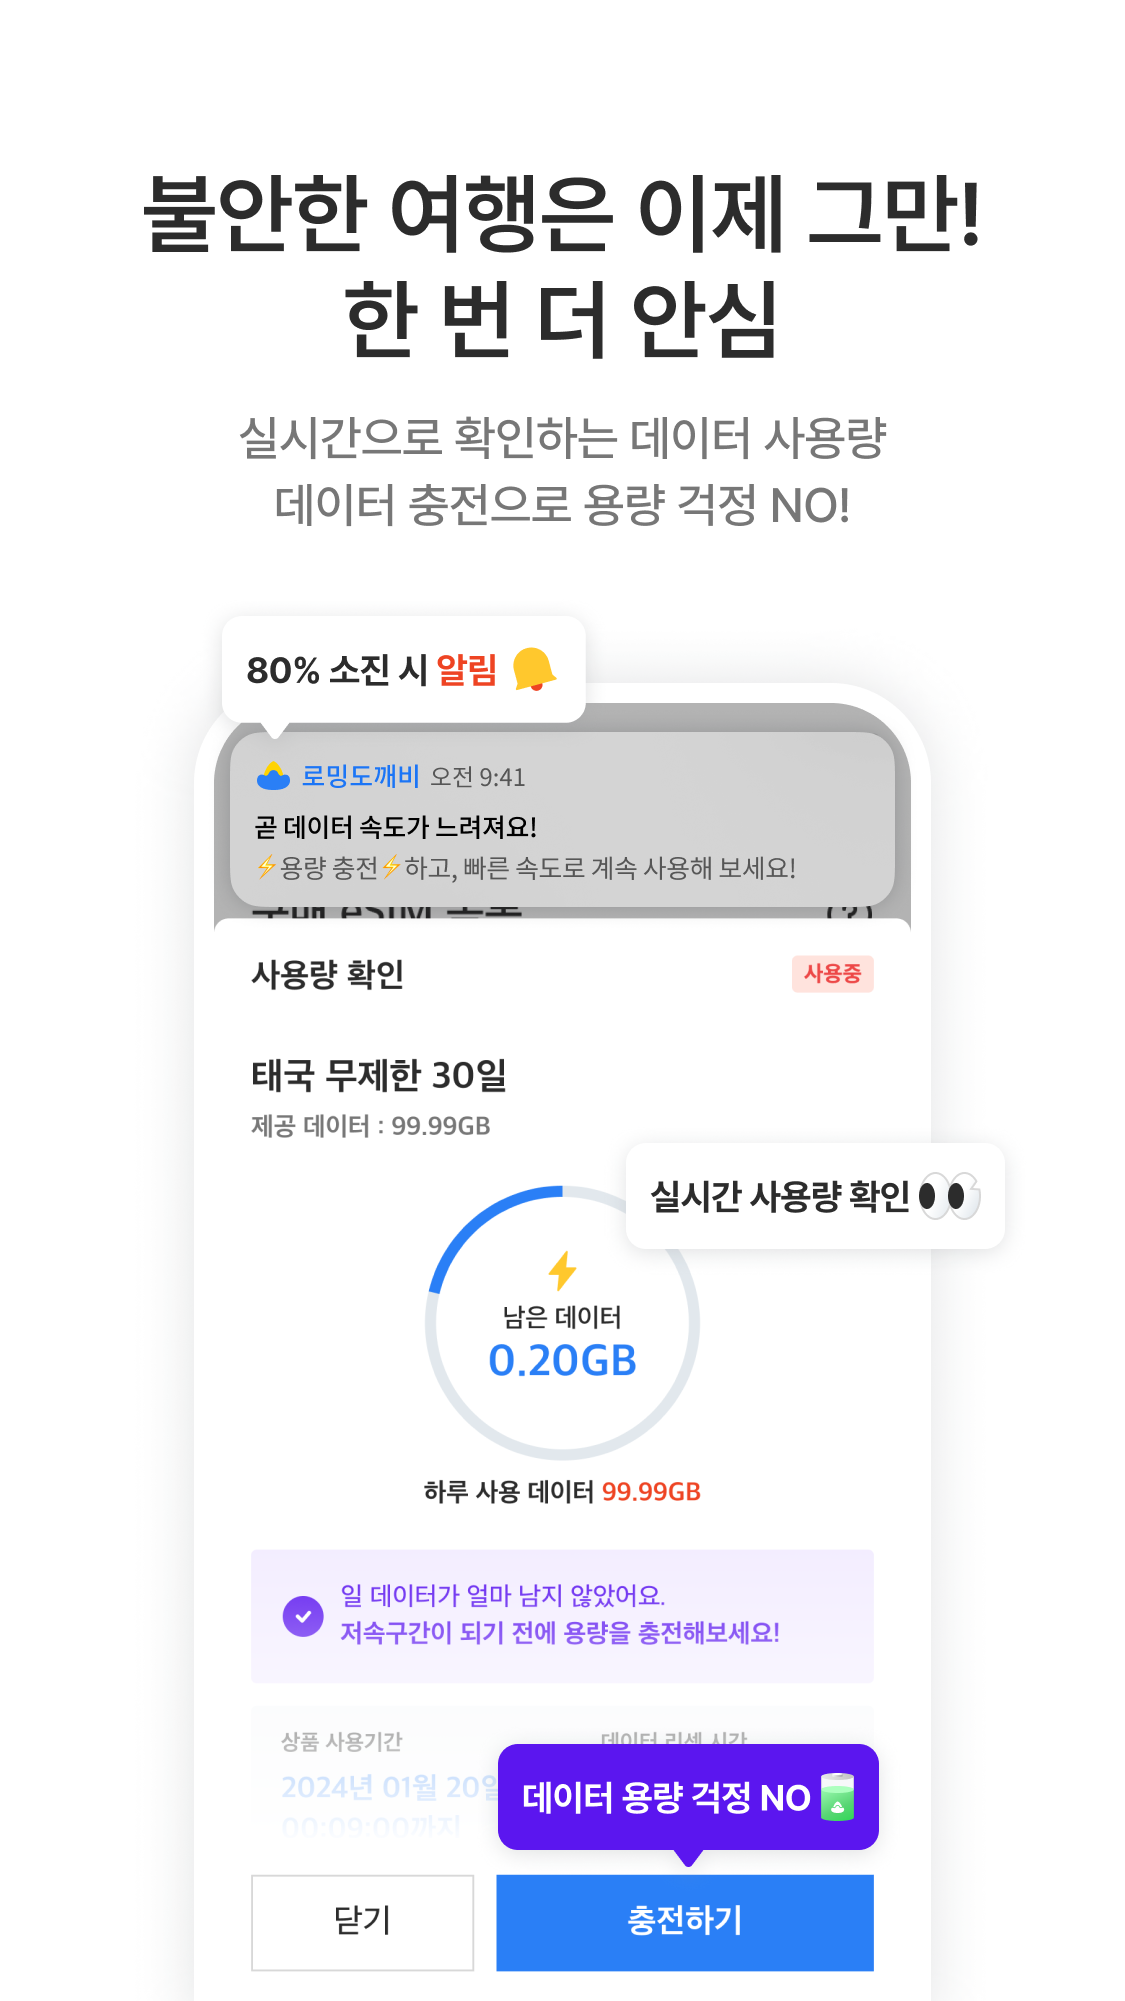 불안한 여행은 이제 그만!
한 번 더 안심
실시간으로 확인하는 데이터 사용량
데이터 충전으로 용량 걱정 NO!
80% 소진 시 알림
로밍도깨비 오전 9:41
곧 데이터 속도가 느려져요!
⚡용량 충전⚡하고, 빠른 속도로 계속 사용해 보세요!
사용량 확인
사용중
태국 무제한 30일
제공 데이터 : 99.99GB
실시간 사용량 확인
남은 데이터
0.20GB
하루 사용 데이터 99.99GB
일 데이터가 얼마 남지 않았어요.
저속구간이 되기 전에 용량을 충전해보세요!
상품 사용기간
데이터 리셋 시간
2024년 01월 20일
00:09:00까지
데이터 용량 걱정 NO
닫기
충전하기